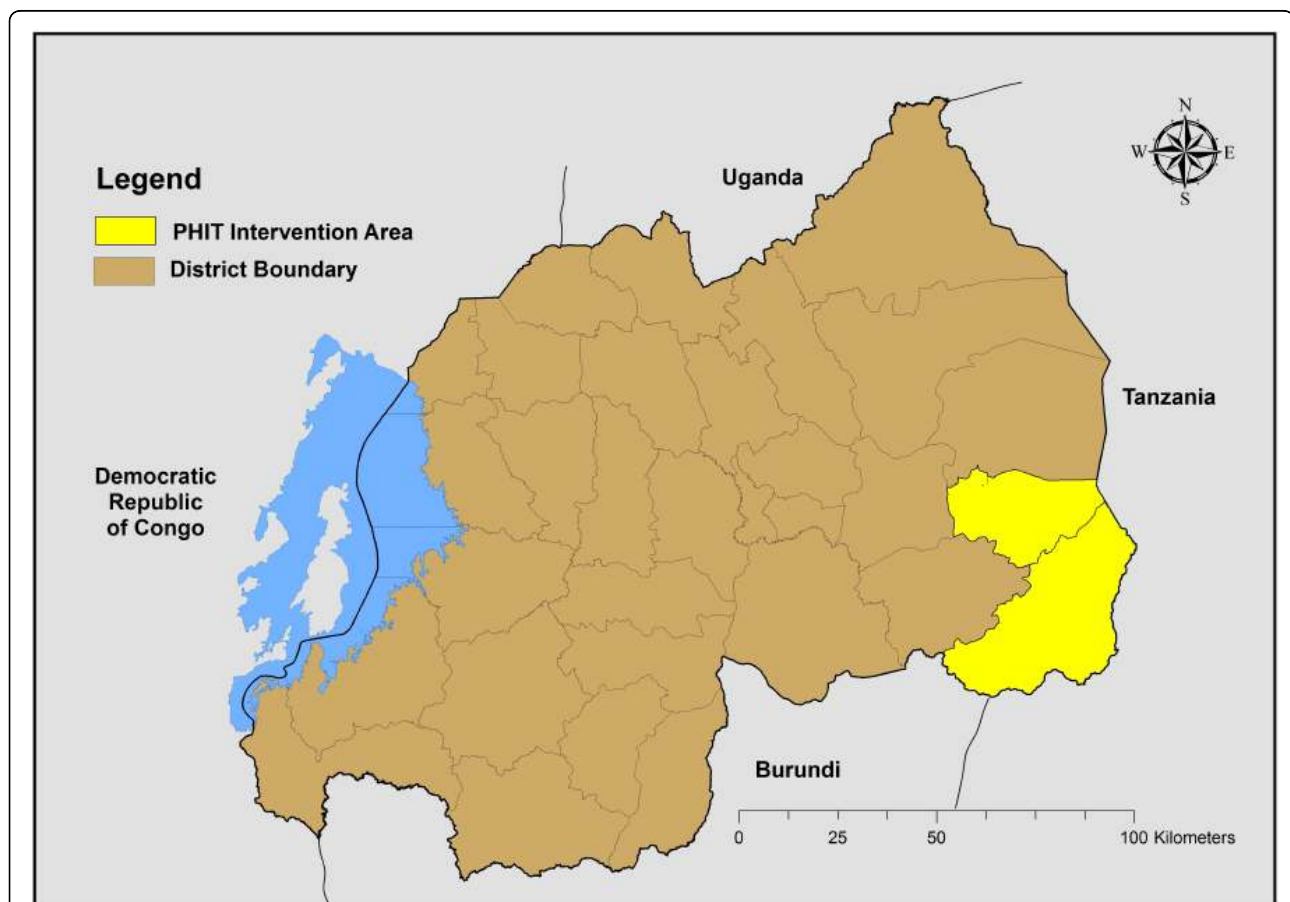 N
W E
S
Uganda
Legend
PHIT Intervention Area
District Boundary
Tanzania
Democratic
Republic
of Congo
Burundi
0 25 50 100 Kilometers